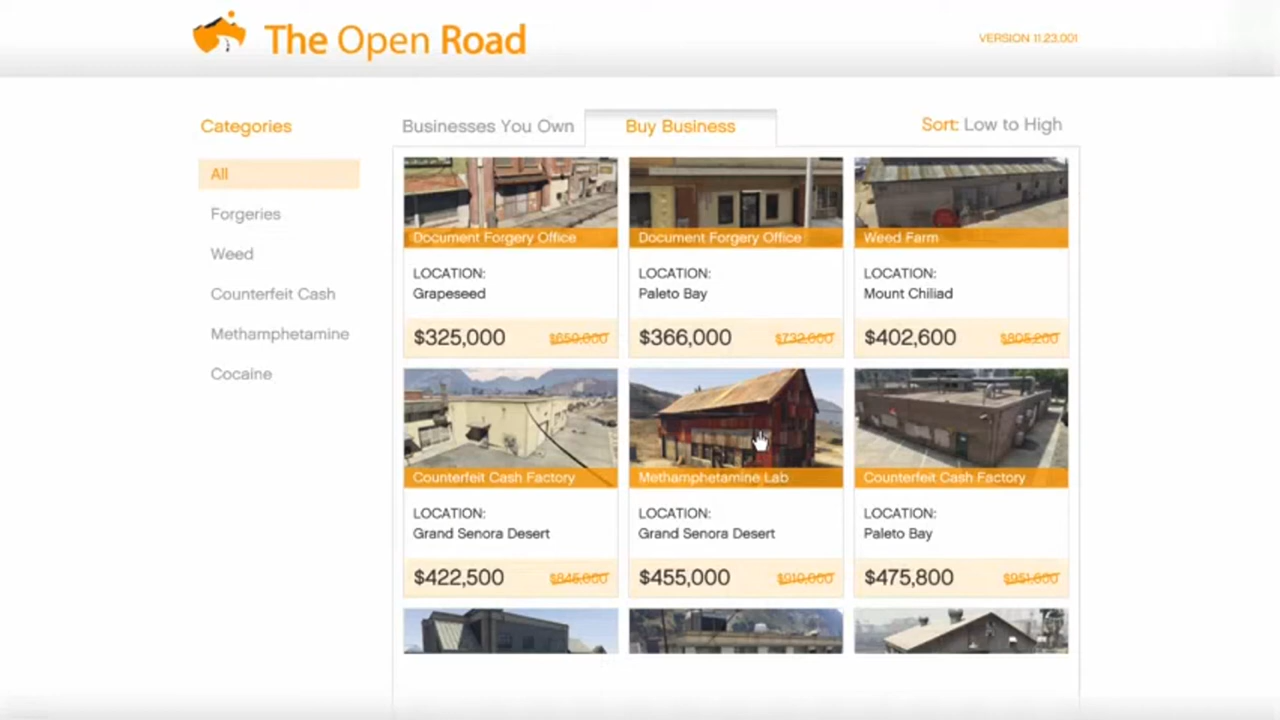 The Open Road
VERSION 11.23.001
Categories
All
Forgeries
Weed
Counterfeit Cash
Methamphetamine
Cocaine
Businesses You Own
Buy Business
Sort: Low to High
Document Forgery Office
LOCATION:
Grapeseed
$325,000 $650,000
Document Forgery Office
LOCATION:
Paleto Bay
$366,000 $732,000
Weed Farm
LOCATION:
Mount Chiliad
$402,600 $805,200
Counterfeit Cash Factory
LOCATION:
Grand Senora Desert
$422,500 $845,000
Methamphetamine Lab
LOCATION:
Grand Senora Desert
$455,000 $910,000
Counterfeit Cash Factory
LOCATION:
Paleto Bay
$475,800 $951,600